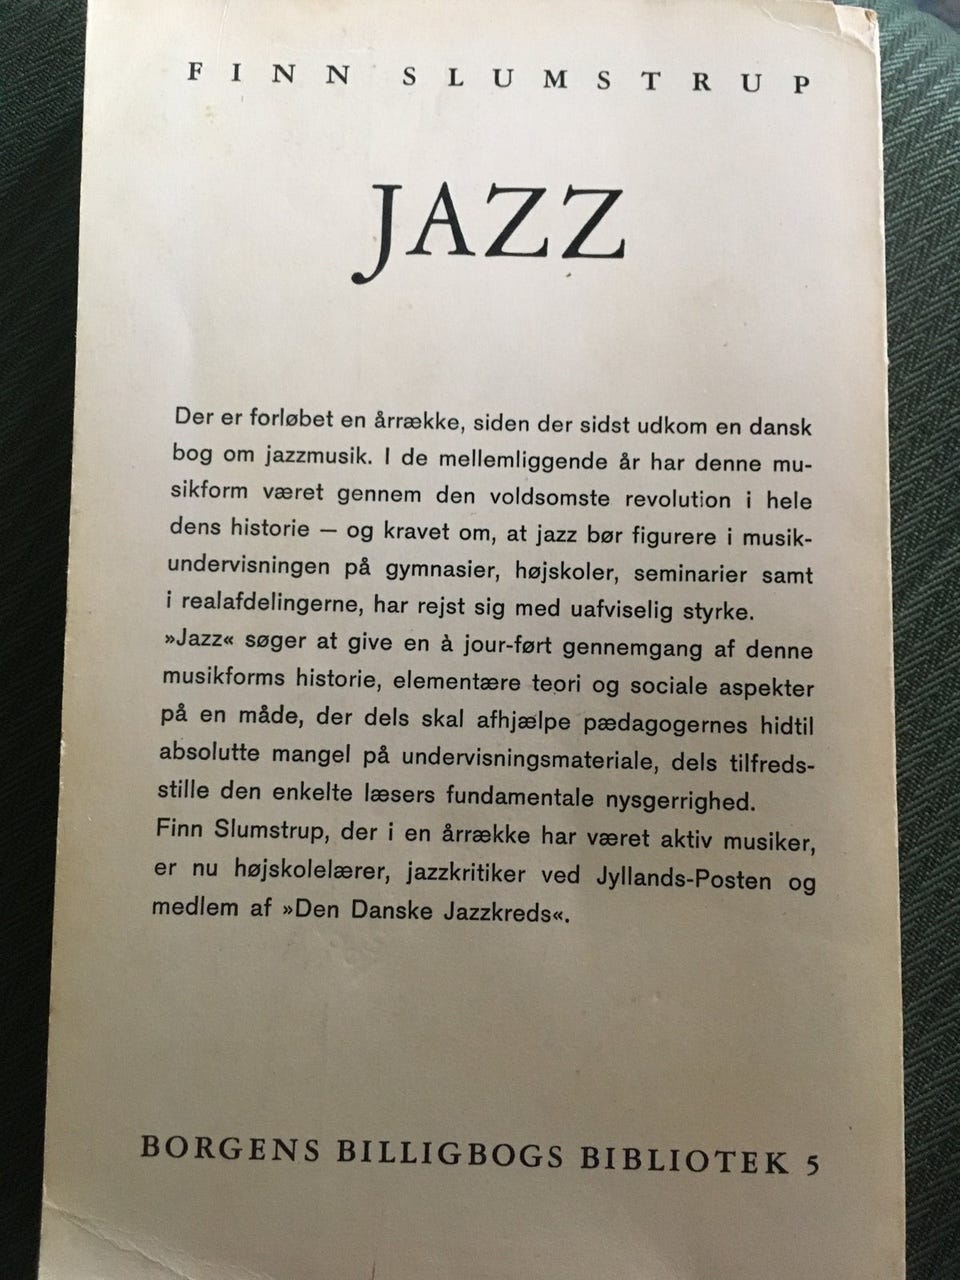 FINN SLUMSTRUP
JAZZ
Der er forløbet en årrække, siden der sidst udkom en dansk
bog om jazzmusik. I de mellemliggende år har denne mu-
sikform været gennem den voldsomste revolution i hele
dens historie – og kravet om, at jazz bør figurere i musik-
undervisningen på gymnasier, højskoler, seminarier samt
i realafdelingerne, har rejst sig med uafviselig styrke.
»Jazz« søger at give en à jour-ført gennemgang af denne
musikforms historie, elementære teori og sociale aspekter
på en måde, der dels skal afhjælpe pædagogernes hidtil
absolutte mangel på undervisningsmateriale, dels tilfreds-
stille den enkelte læsers fundamentale nysgerrighed.
Finn Slumstrup, der i en årrække har været aktiv musiker,
er nu højskolelærer, jazzkritiker ved Jyllands-Posten og
medlem af »Den Danske Jazzkreds«.
BORGENS BILLIGBOGS BIBLIOTEK 5